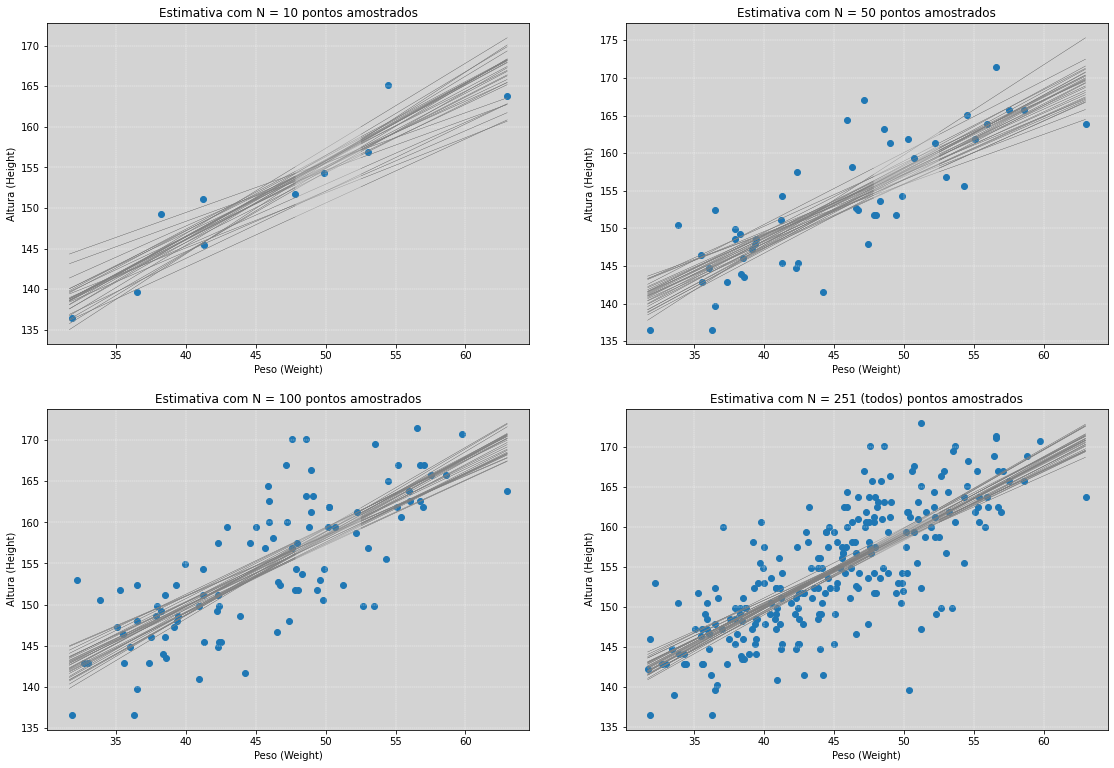 Estimativa com N = 10 pontos amostrados
170
165
160
155
150
145
140
135
Altura (Height)
35 40 45 50 55 60
Peso (Weight)
Estimativa com N = 50 pontos amostrados
175
170
165
160
155
150
145
140
135
Altura (Height)
35 40 45 50 55 60
Peso (Weight)
Estimativa com N = 100 pontos amostrados
170
165
160
155
150
145
140
135
Altura (Height)
35 40 45 50 55 60
Peso (Weight)
Estimativa com N = 251 (todos) pontos amostrados
170
165
160
155
150
145
140
135
Altura (Height)
35 40 45 50 55 60
Peso (Weight)